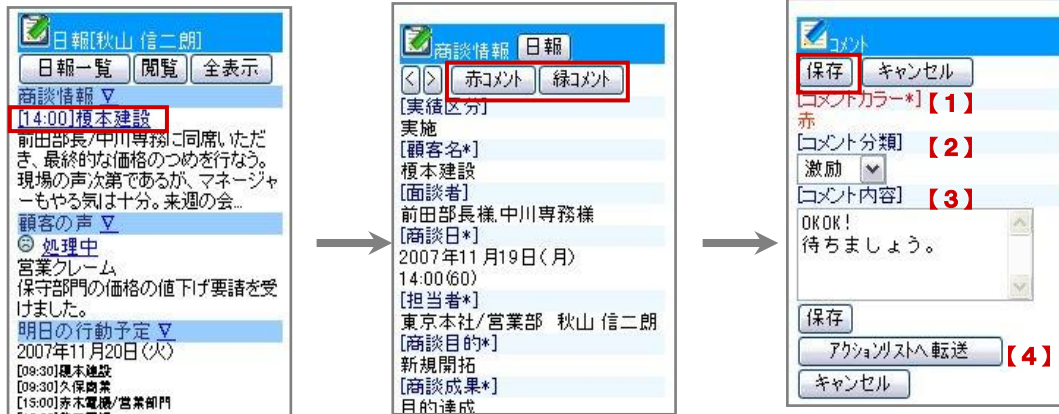 日報[秋山 信二朗]
日報一覧 閲覧 全表示
商談情報 ▽
[14:00]榎本建設
前田部長/中川専務に同席いただ
き、最終的な価格のつめを行なう。
現場の声次第であるが、マネージャ
ーもやる気は十分。来週の会...
顧客の声 ▽
処理中
営業クレーム
保守部門の価格の値下げ要請を受
けました。
明日の行動予定 ▽
2007年11月20日(火)
[09:30]榎本建設
[09:30]久保商業
[15:00]赤木電機/営業部門
商談情報 日報
< > 赤コメント 緑コメント
[実績区分]
実施
[顧客名*]
榎本建設
[面談者]
前田部長様,中川専務様
[商談日*]
2007年11月19日(月)
14:00(60)
[担当者*]
東京本社/営業部 秋山 信二朗
[商談目的*]
新規開拓
[商談成果*]
目的達成
コメント
保存 キャンセル
[コメントカラー*]【1】
赤
[コメント分類] 【2】
激励
[コメント内容] 【3】
OKOK!
待ちましょう。
保存
アクションリストへ転送 【4】
キャンセル